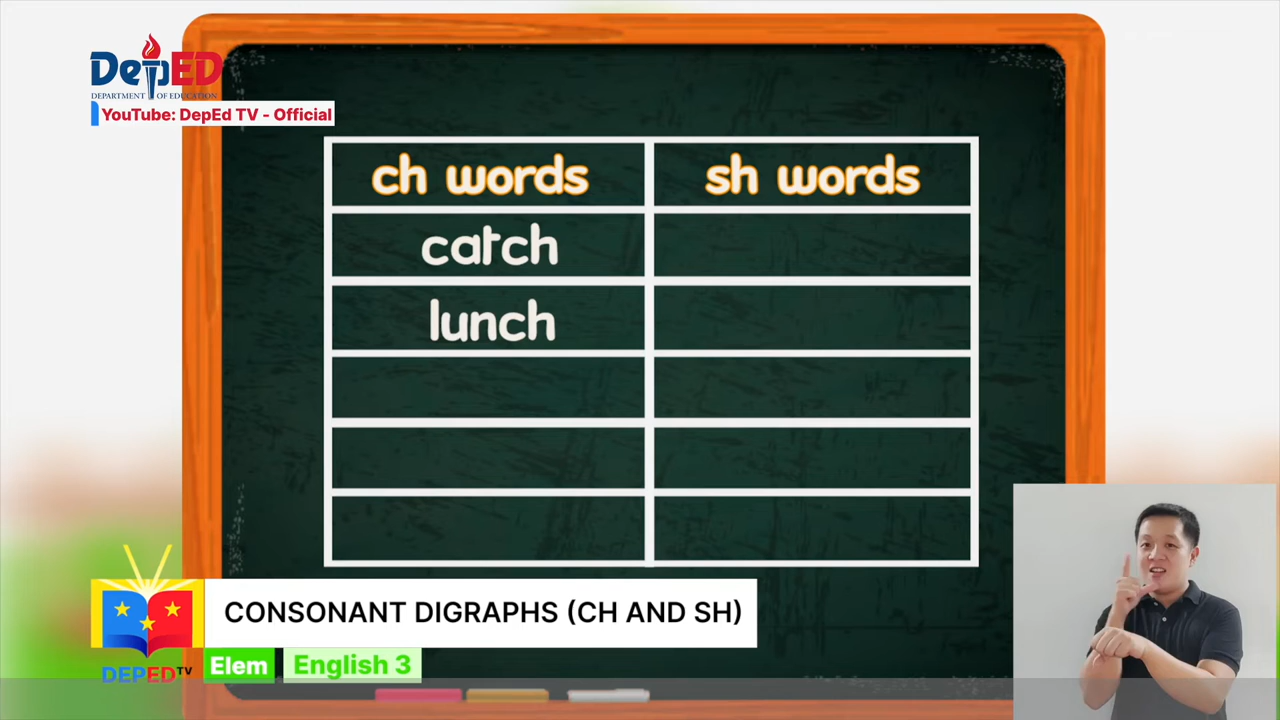 DepED
DEPARTMENT OF EDUCATION
YouTube: DepEd TV - Official
ch words
sh words
catch
lunch
CONSONANT DIGRAPHS (CH AND SH)
DEPED TV
Elem
English 3